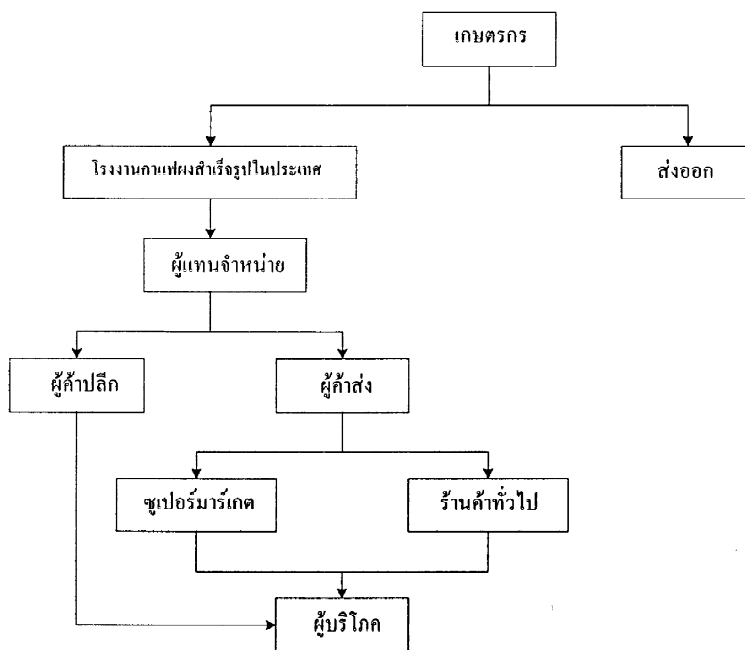 เกษตรกร
โรงงานกาแฟผงสำเร็จรูปในประเทศ
ส่งออก
ผู้แทนจำหน่าย
ผู้ค้าปลีก
ผู้ค้าส่ง
ซูเปอร์มาร์เกต
ร้านค้าทั่วไป
ผู้บริโภค